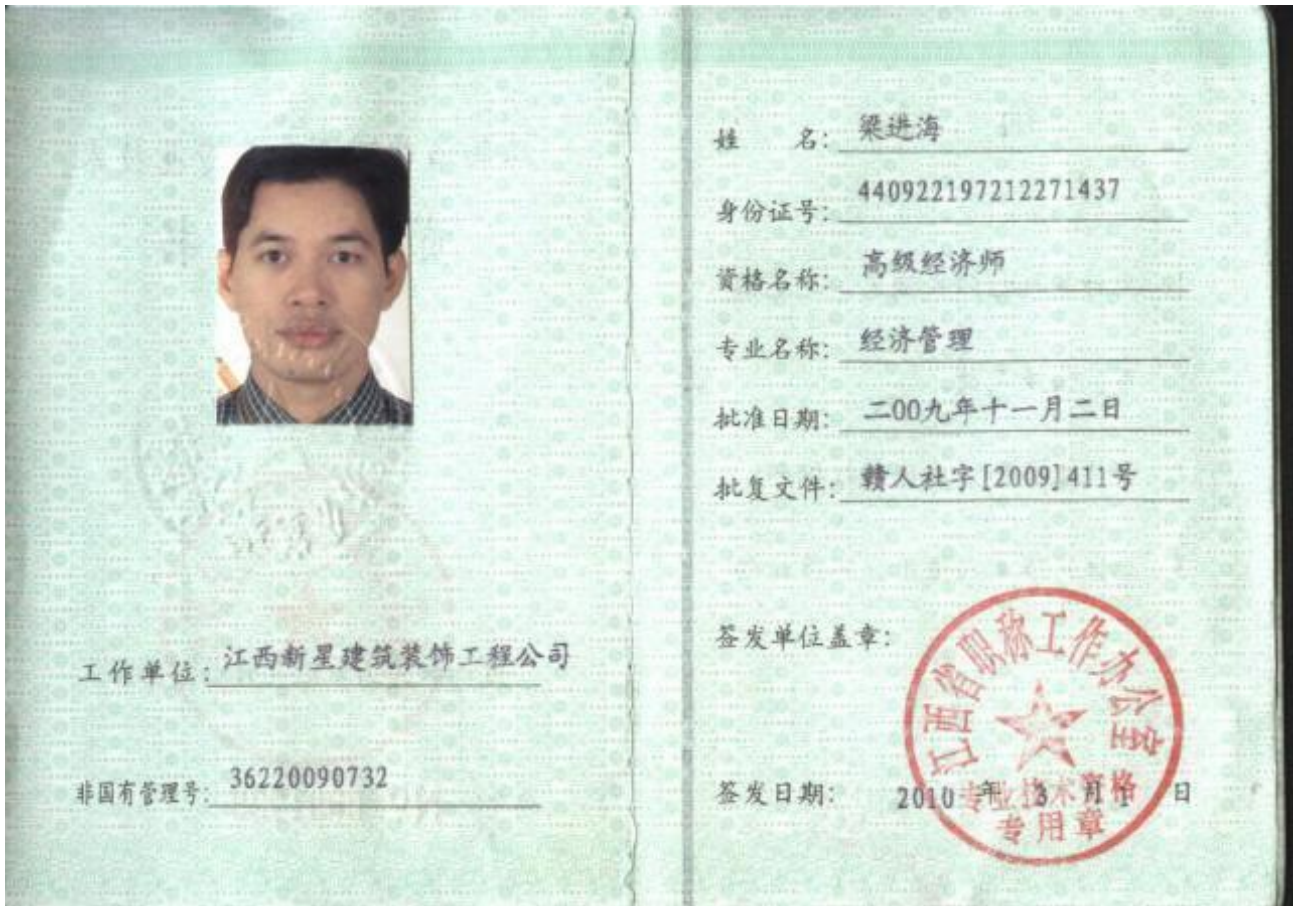 工作单位：江西新星建筑装饰工程公司
非国有管理号：36220090732
姓 名：梁进海
身份证号：440922197212271437
资格名称：高级经济师
专业名称：经济管理
批准日期：二00九年十一月二日
批复文件：赣人社字[2009]411号
签发单位盖章：
江西省职称工作办公室
专业技术资格
专用章
签发日期：2010 年 3 月 1 日